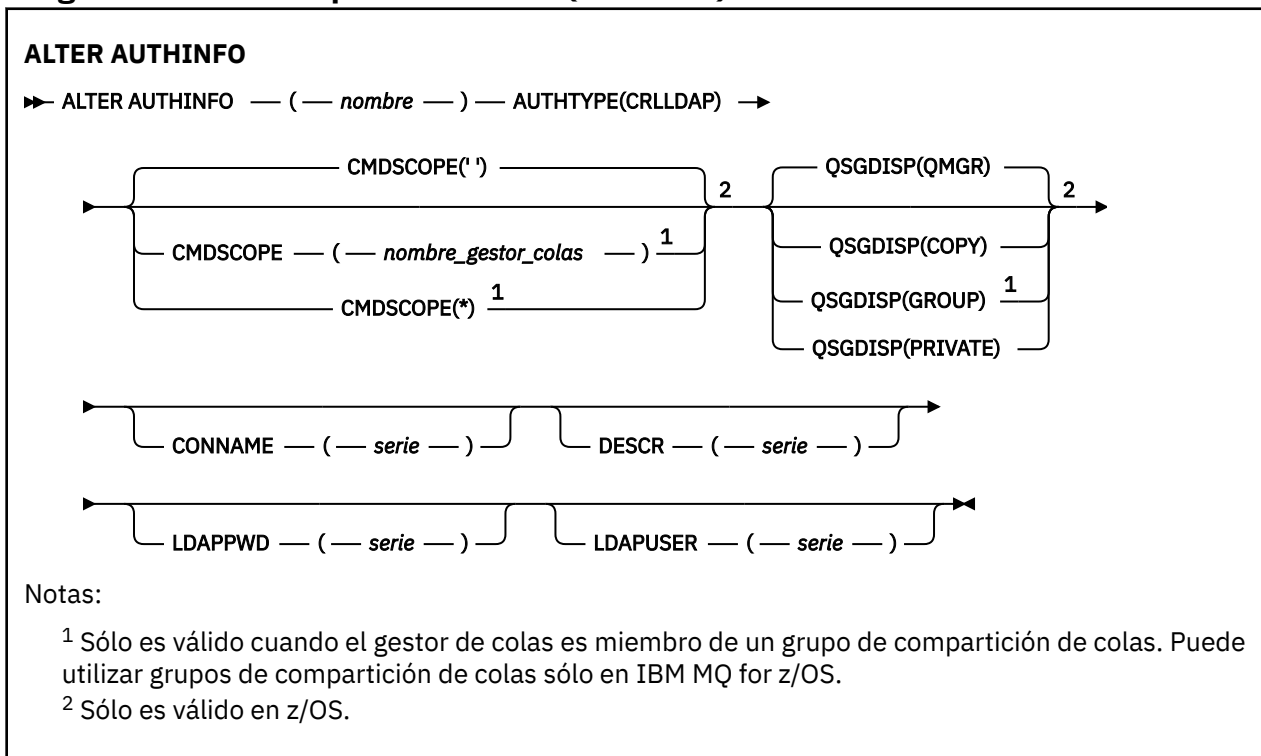 ALTER AUTHINFO
ALTER AUTHINFO — ( — nombre — ) — AUTHTYPE(CRLLDAP)
CMDSCOPE(' ')
2
CMDSCOPE — ( — nombre_gestor_colas — ) 1
CMDSCOPE(*) 1
QSGDISP(QMGR)
2
QSGDISP(COPY)
QSGDISP(GROUP) 1
QSGDISP(PRIVATE)
CONNAME — ( — serie — )
DESCR — ( — serie — )
LDAPPWD — ( — serie — )
LDAPUSER — ( — serie — )
Notas:
1 Sólo es válido cuando el gestor de colas es miembro de un grupo de compartición de colas. Puede
utilizar grupos de compartición de colas sólo en IBM MQ for z/OS.
2 Sólo es válido en z/OS.